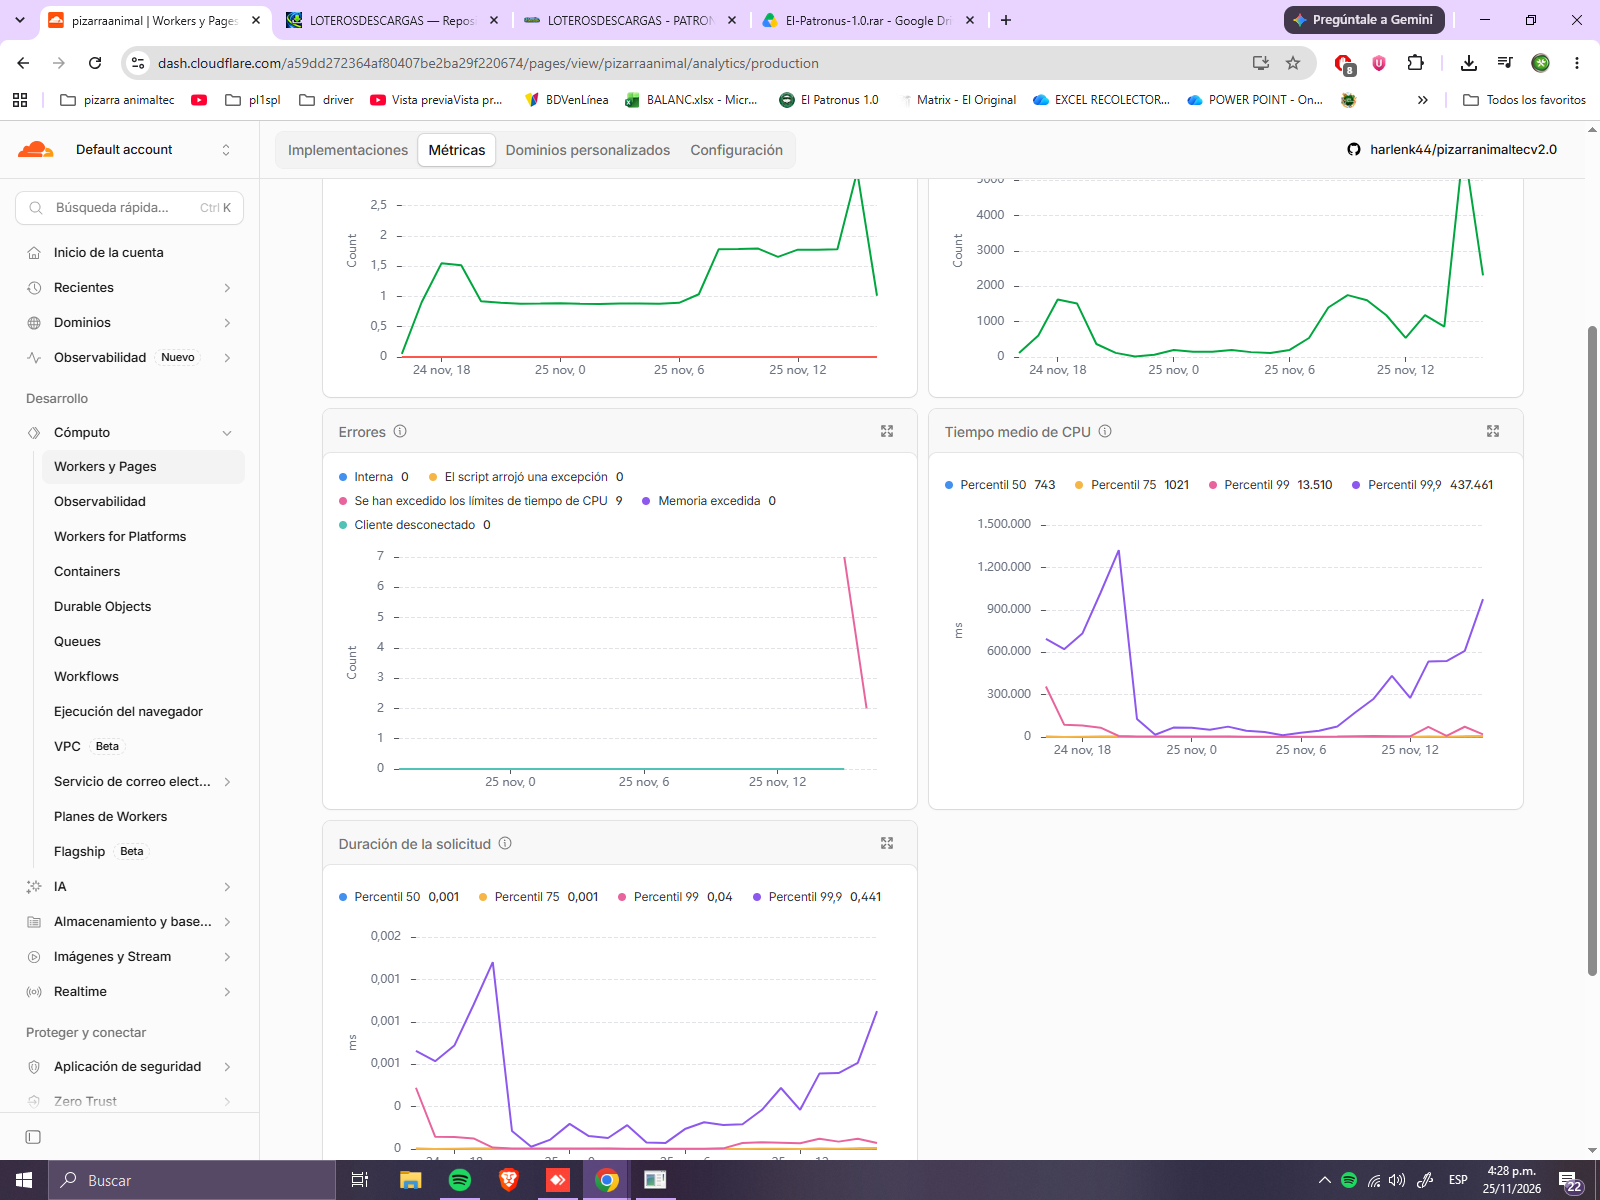 pizarraanimal | Workers y Pages
LOTEROSDESCARGAS — Repos
LOTEROSDESCARGAS - PATRON
El-Patronus-1.0.rar - Google Dri
Pregúntale a Gemini
dash.cloudflare.com/a59dd272364af80407be2ba29f220674/pages/view/pizarraanimal/analytics/production
8
pizarra animaltec
pl1spl
driver
Vista previaVista pr...
BDVenLínea
BALANC.xlsx - Micr...
El Patronus 1.0
Matrix - El Original
EXCEL RECOLECTOR...
POWER POINT - On...
Todos los favoritos
Default account
Implementaciones
Métricas
Dominios personalizados
Configuración
harlenk44/pizarranimaltecv2.0
Búsqueda rápida...
Ctrl K
Inicio de la cuenta
Recientes
Dominios
Observabilidad
Nuevo
Desarrollo
Cómputo
Workers y Pages
Observabilidad
Workers for Platforms
Containers
Durable Objects
Queues
Workflows
Ejecución del navegador
VPC
Beta
Servicio de correo elect...
Planes de Workers
Flagship
Beta
IA
Almacenamiento y base...
Imágenes y Stream
Realtime
Proteger y conectar
Aplicación de seguridad
Zero Trust
Count
2,5
2
1,5
1
0,5
0
24 nov, 18
25 nov, 0
25 nov, 6
25 nov, 12
Count
5000
4000
3000
2000
1000
0
24 nov, 18
25 nov, 0
25 nov, 6
25 nov, 12
Errores
Interna 0
El script arrojó una excepción 0
Se han excedido los límites de tiempo de CPU 9
Memoria excedida 0
Cliente desconectado 0
Count
7
6
5
4
3
2
1
0
25 nov, 0
25 nov, 6
25 nov, 12
Tiempo medio de CPU
Percentil 50 743
Percentil 75 1021
Percentil 99 13.510
Percentil 99,9 437.461
ms
1.500.000
1.200.000
900.000
600.000
300.000
0
24 nov, 18
25 nov, 0
25 nov, 6
25 nov, 12
Duración de la solicitud
Percentil 50 0,001
Percentil 75 0,001
Percentil 99 0,04
Percentil 99,9 0,441
ms
0,002
0,001
0,001
0,001
0
0
Buscar
ESP
4:28 p.m.
25/11/2026
22